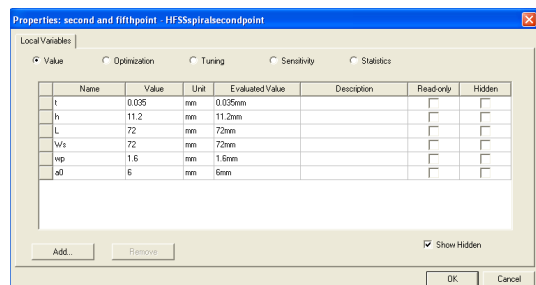 Properties: second and fifthpoint - HFSSspiralsecondpoint
Local Variables
Value Optimization Tuning Sensitivity Statistics
Name Value Unit Evaluated Value Description Read-only Hidden
t 0.035 mm 0.035mm
h 11.2 mm 11.2mm
L 72 mm 72mm
Ws 72 mm 72mm
wp 1.6 mm 1.6mm
a0 6 mm 6mm
Add... Remove Show Hidden
OK Cancel